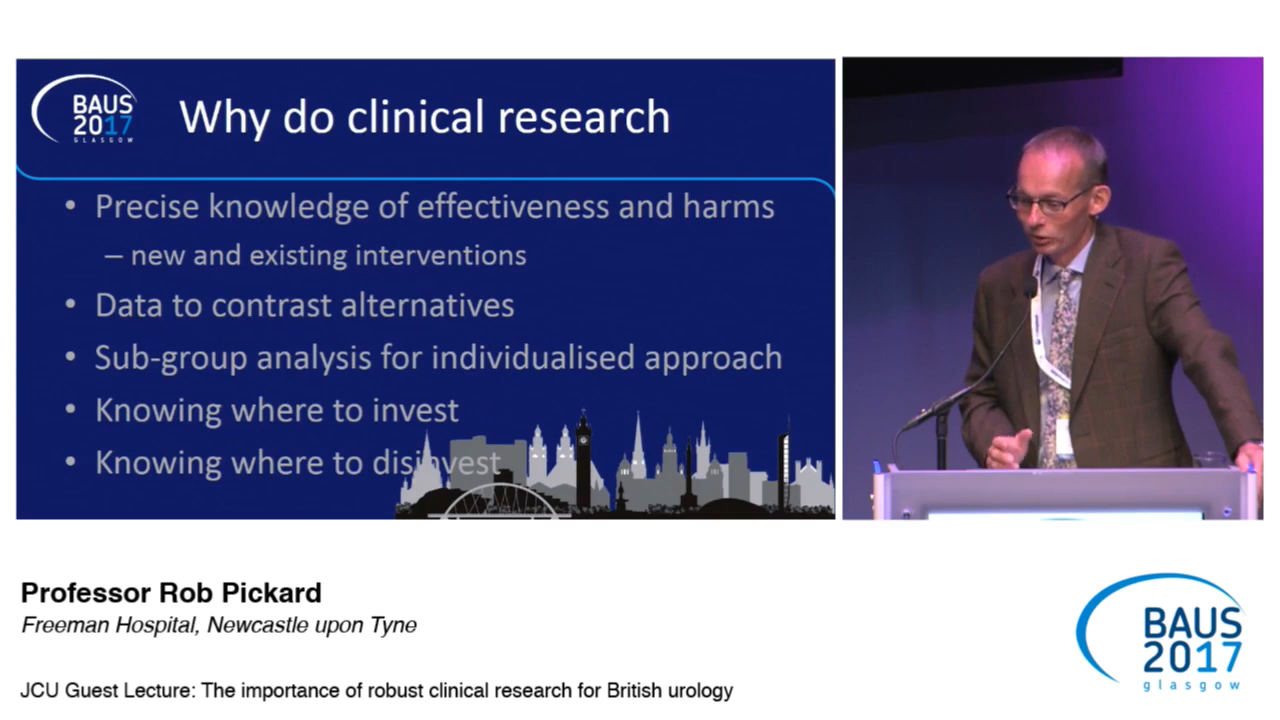 BAUS
2017
GLASGOW
Why do clinical research
• Precise knowledge of effectiveness and harms
– new and existing interventions
• Data to contrast alternatives
• Sub-group analysis for individualised approach
• Knowing where to invest
• Knowing where to disinvest
Professor Rob Pickard
Freeman Hospital, Newcastle upon Tyne
JCU Guest Lecture: The importance of robust clinical research for British urology
BAUS
2017
glasgow